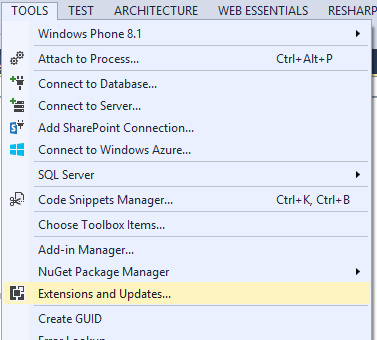 TOOLS TEST ARCHITECTURE WEB ESSENTIALS RESHARP
Windows Phone 8.1
Attach to Process... Ctrl+Alt+P
Connect to Database...
Connect to Server...
Add SharePoint Connection...
Connect to Windows Azure...
SQL Server
Code Snippets Manager... Ctrl+K, Ctrl+B
Choose Toolbox Items...
Add-in Manager...
NuGet Package Manager
Extensions and Updates...
Create GUID
Error Lookup